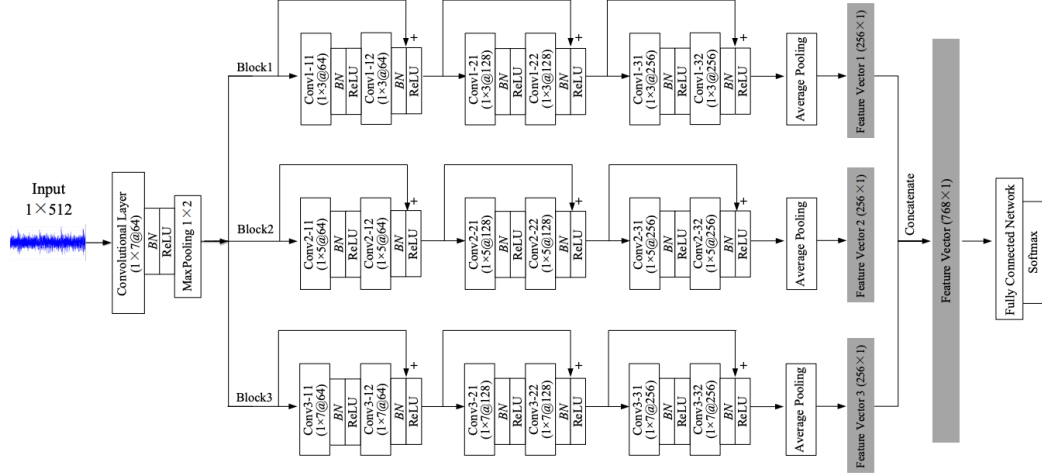 Input
1×512
Convolutional Layer
(1×7@64)
BN
ReLU
MaxPooling 1×2
Block1
Conv1-11
(1×3@64)
BN
ReLU
Conv1-12
(1×3@64)
BN
ReLU
+
Conv1-21
(1×3@128)
BN
ReLU
Conv1-22
(1×3@128)
BN
ReLU
+
Conv1-31
(1×3@256)
BN
ReLU
Conv1-32
(1×3@256)
BN
ReLU
+
Average Pooling
Feature Vector 1 (256×1)
Block2
Conv2-11
(1×5@64)
BN
ReLU
Conv2-12
(1×5@64)
BN
ReLU
+
Conv2-21
(1×5@128)
BN
ReLU
Conv2-22
(1×5@128)
BN
ReLU
+
Conv2-31
(1×5@256)
BN
ReLU
Conv2-32
(1×5@256)
BN
ReLU
+
Average Pooling
Feature Vector 2 (256×1)
Block3
Conv3-11
(1×7@64)
BN
ReLU
Conv3-12
(1×7@64)
BN
ReLU
+
Conv3-21
(1×7@128)
BN
ReLU
Conv3-22
(1×7@128)
BN
ReLU
+
Conv3-31
(1×7@256)
BN
ReLU
Conv3-32
(1×7@256)
BN
ReLU
+
Average Pooling
Feature Vector 3 (256×1)
Concatenate
Feature Vector (768×1)
Fully Connected Network
Softmax